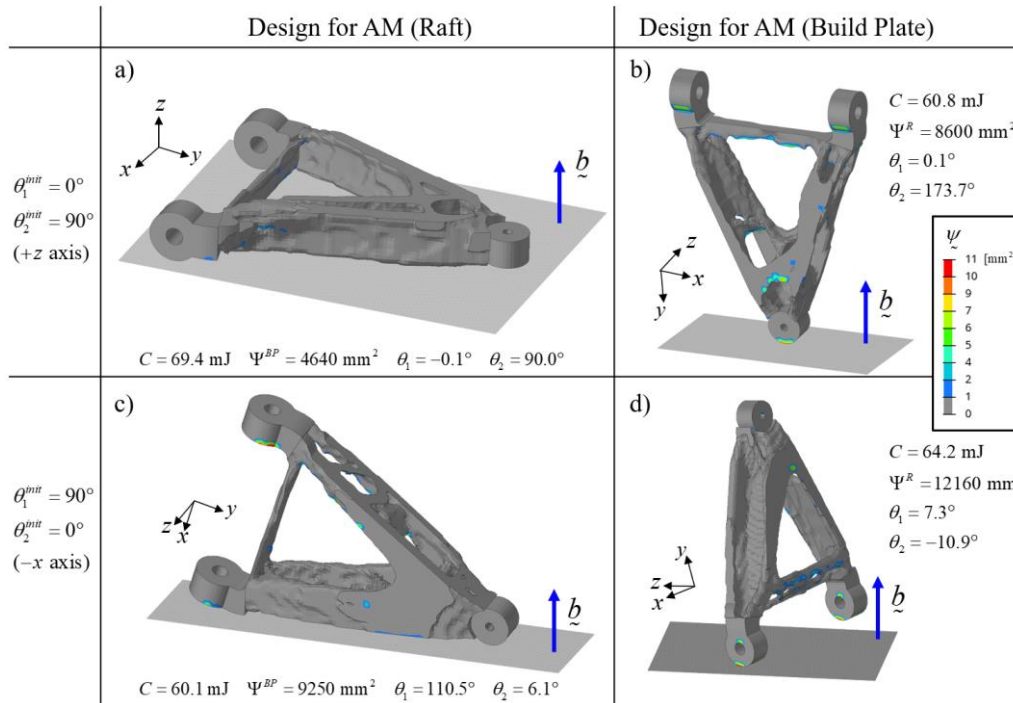 Design for AM (Raft)
Design for AM (Build Plate)
θ₁ⁱⁿⁱᵗ = 0°
θ₂ⁱⁿⁱᵗ = 90°
(+z axis)
a)
z
x
y
b
C = 69.4 mJ Ψᴮᴾ = 4640 mm² θ₁ = −0.1° θ₂ = 90.0°
b)
z
x
y
b
C = 60.8 mJ
Ψᴿ = 8600 mm²
θ₁ = 0.1°
θ₂ = 173.7°
ψ
11 [mm²]
10
9
7
6
5
4
2
1
0
θ₁ⁱⁿⁱᵗ = 90°
θ₂ⁱⁿⁱᵗ = 0°
(−x axis)
c)
z
x
y
b
C = 60.1 mJ Ψᴮᴾ = 9250 mm² θ₁ = 110.5° θ₂ = 6.1°
d)
y
z
x
b
C = 64.2 mJ
Ψᴿ = 12160 mm
θ₁ = 7.3°
θ₂ = −10.9°